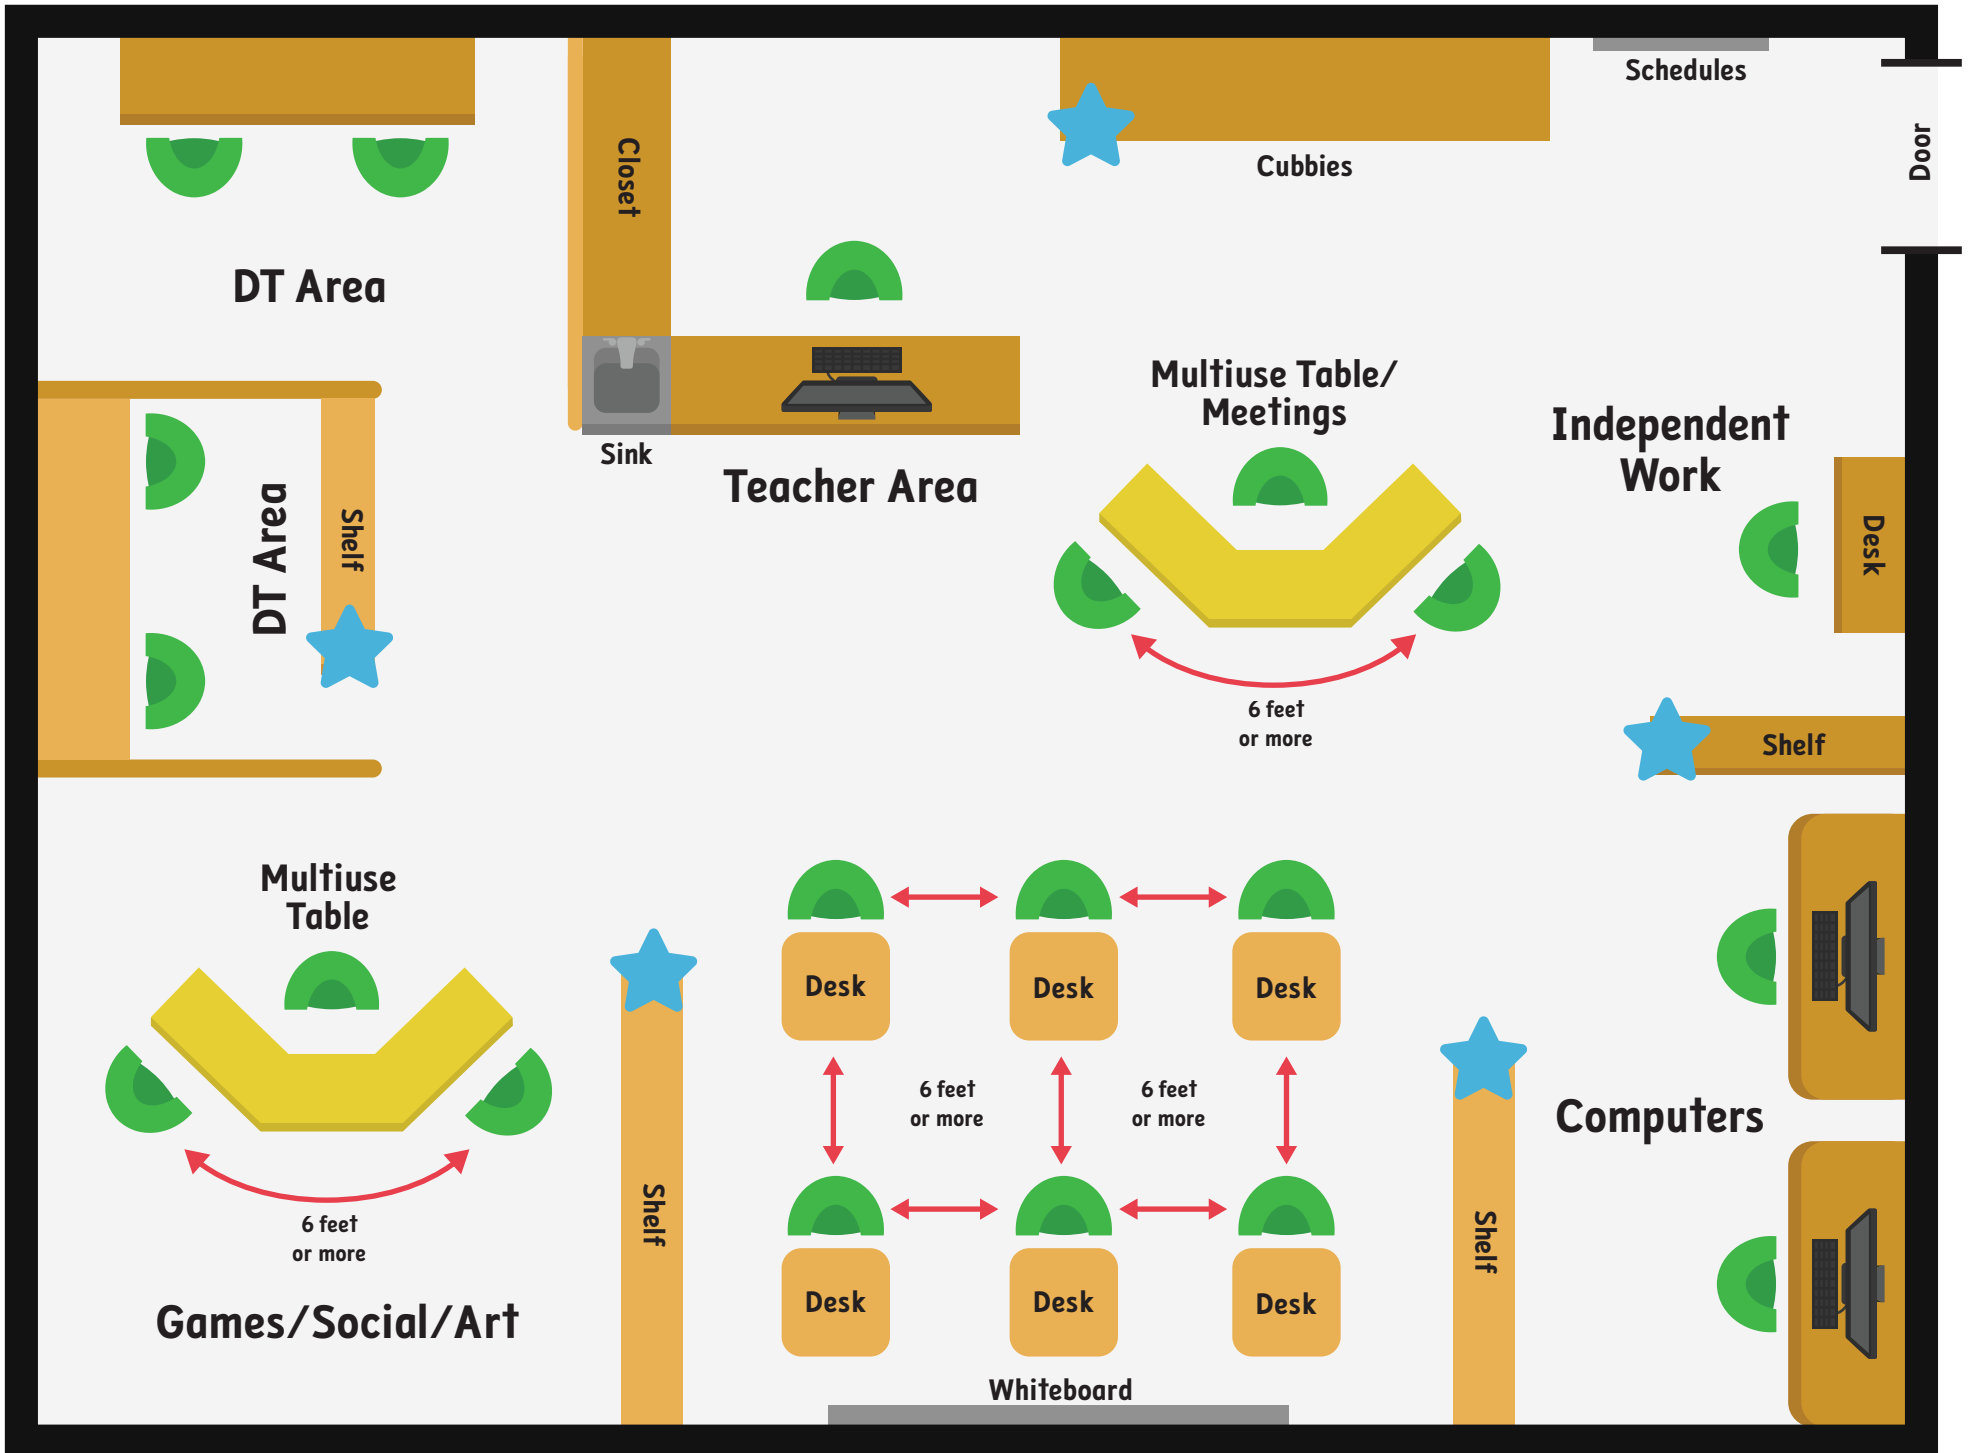 Schedules
Door
Closet
Cubbies
DT Area
Multiuse Table/
Meetings
Independent
Work
Sink
Teacher Area
DT Area
Shelf
Desk
6 feet
or more
Shelf
Multiuse
Table
Desk
Desk
Desk
6 feet
or more
6 feet
or more
Computers
Shelf
Shelf
6 feet
or more
Games/Social/Art
Desk
Desk
Desk
Whiteboard